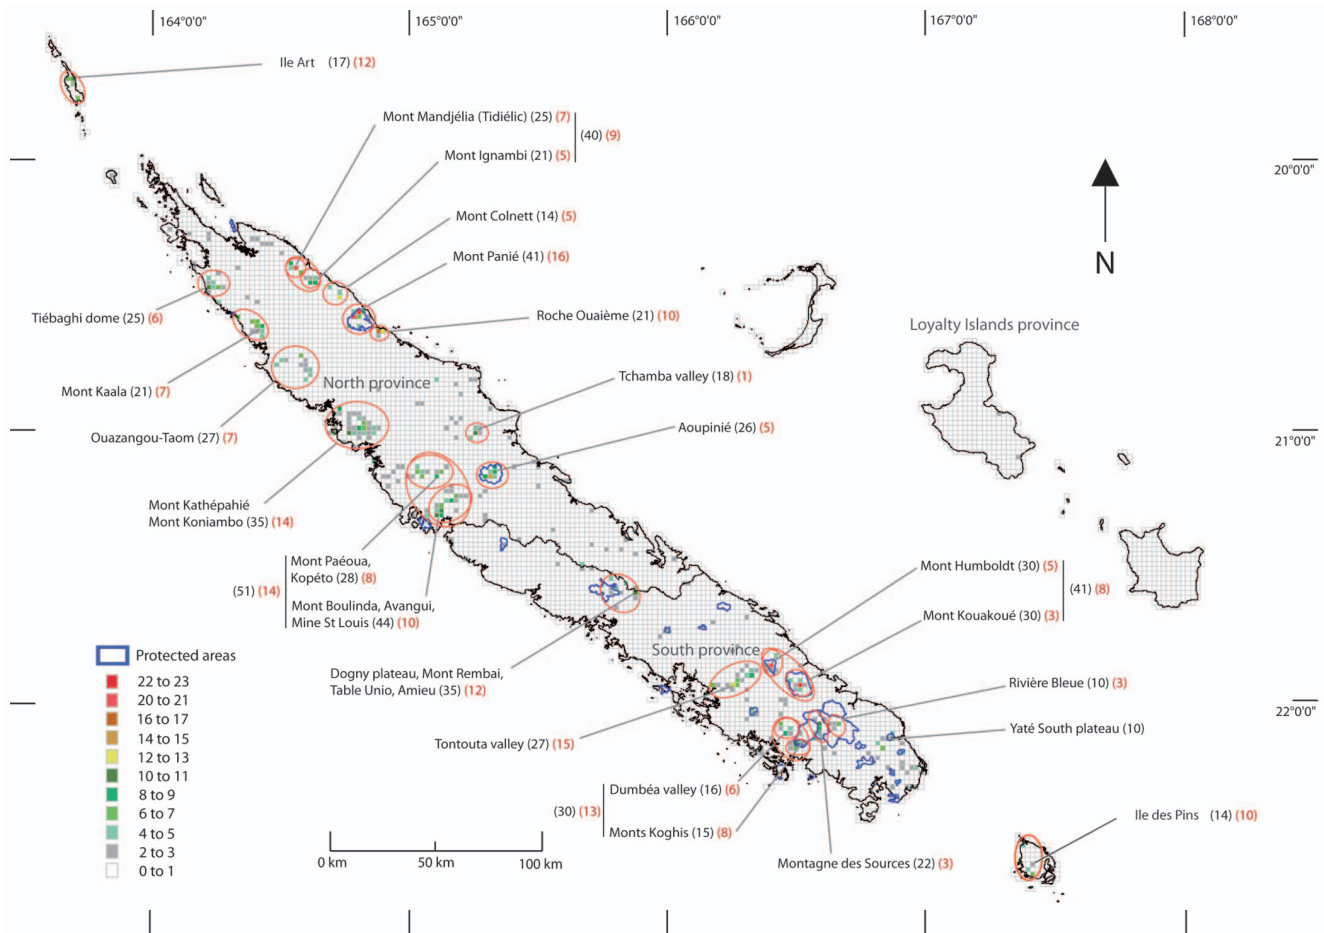 164°0'0"
165°0'0"
166°0'0"
167°0'0"
168°0'0"
Ile Art (17) (12)
Mont Mandjélia (Tidiélic) (25) (7)
(40) (9)
Mont Ignambi (21) (5)
20°0'0"
Mont Colnett (14) (5)
Mont Panié (41) (16)
N
Tiébaghi dome (25) (6)
Roche Ouaième (21) (10)
Loyalty Islands province
Tchamba valley (18) (1)
North province
Mont Kaala (21) (7)
Aoupinié (26) (5)
Ouazangou-Taom (27) (7)
21°0'0"
Mont Kathépahié
Mont Koniambo (35) (14)
Mont Paéoua,
Kopéto (28) (8)
(51) (14)
Mont Boulinda, Avangui,
Mine St Louis (44) (10)
Mont Humboldt (30) (5)
(41) (8)
Mont Kouakoué (30) (3)
South province
Protected areas
22 to 23
20 to 21
16 to 17
14 to 15
12 to 13
10 to 11
8 to 9
6 to 7
4 to 5
2 to 3
0 to 1
Dogny plateau, Mont Rembai,
Table Unio, Amieu (35) (12)
Rivière Bleue (10) (3)
22°0'0"
Yaté South plateau (10)
Tontouta valley (27) (15)
Dumbéa valley (16) (6)
(30) (13)
Monts Koghis (15) (8)
Ile des Pins (14) (10)
Montagne des Sources (22) (3)
0 km
50 km
100 km